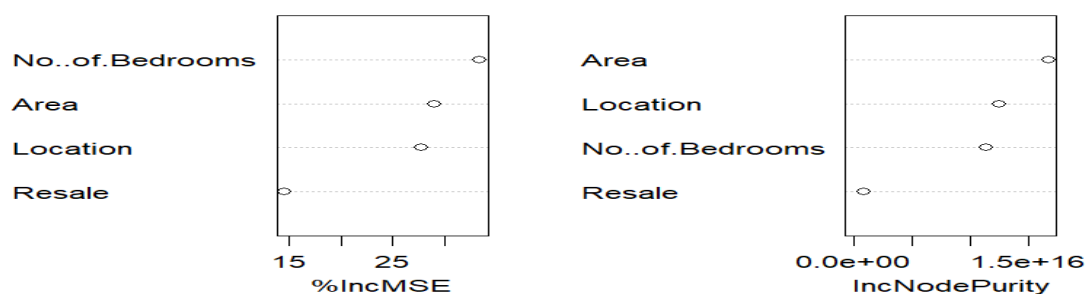 No..of.Bedrooms
Area
Location
Resale
15 25
%IncMSE
Area
Location
No..of.Bedrooms
Resale
0.0e+00 1.5e+16
IncNodePurity